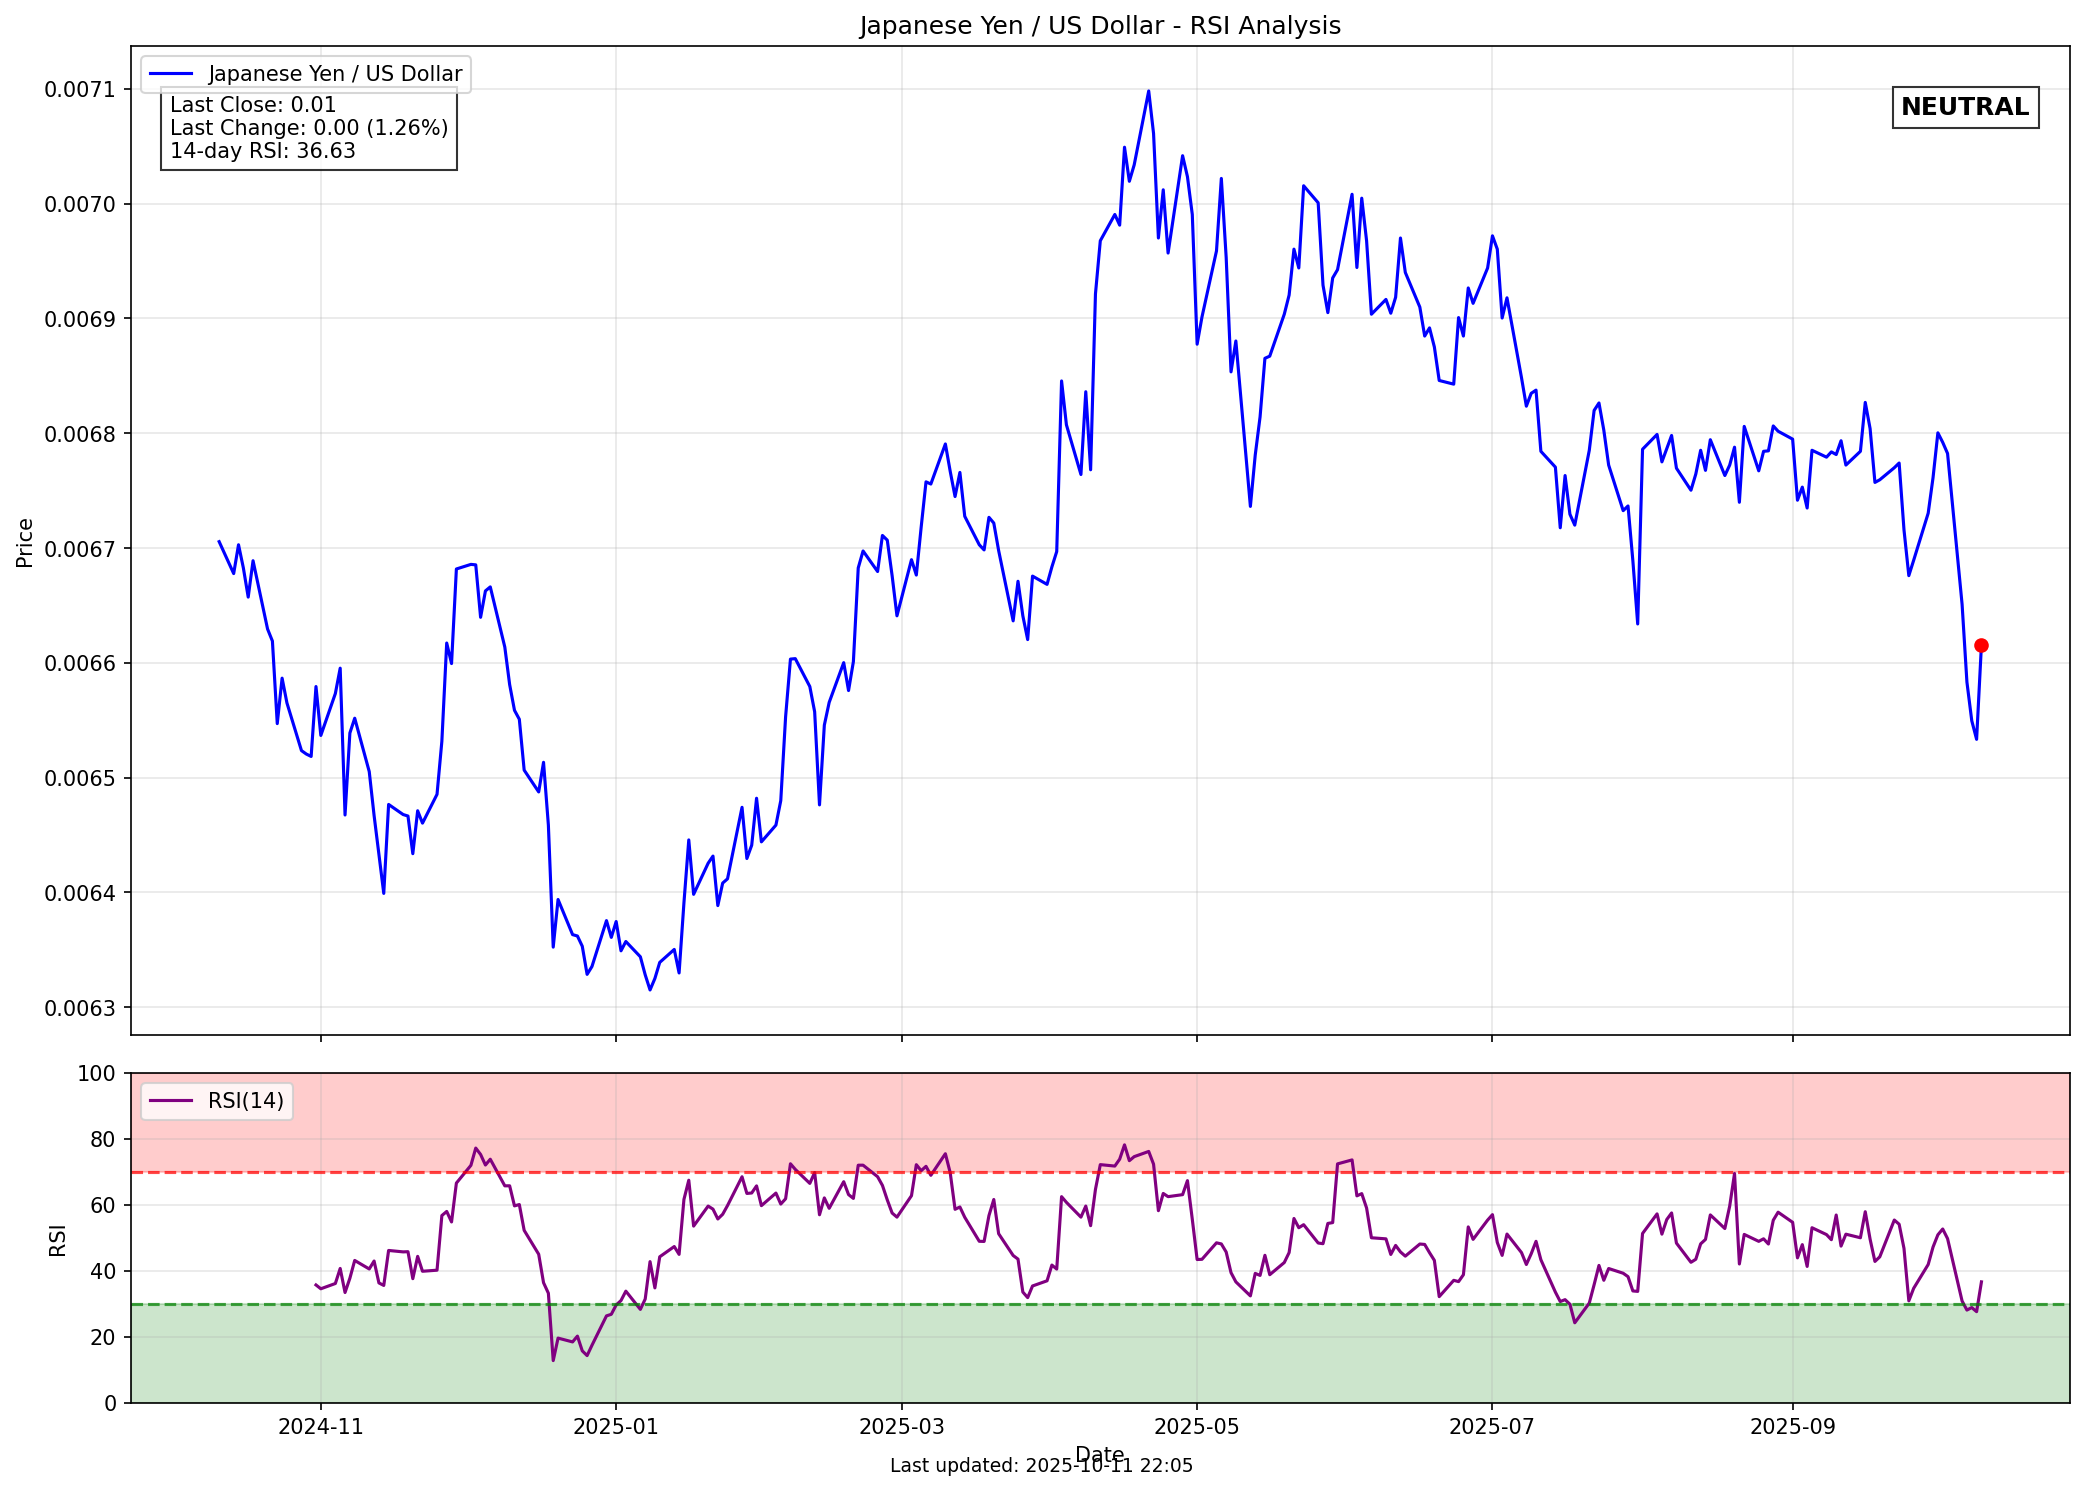 Japanese Yen / US Dollar - RSI Analysis
Japanese Yen / US Dollar
Last Close: 0.01
Last Change: 0.00 (1.26%)
14-day RSI: 36.63
NEUTRAL
0.0071
0.0070
0.0069
0.0068
0.0067
0.0066
0.0065
0.0064
0.0063
Price
RSI(14)
100
80
60
40
20
0
RSI
2024-11
2025-01
2025-03
2025-05
2025-07
2025-09
Date
Last updated: 2025-10-11 22:05